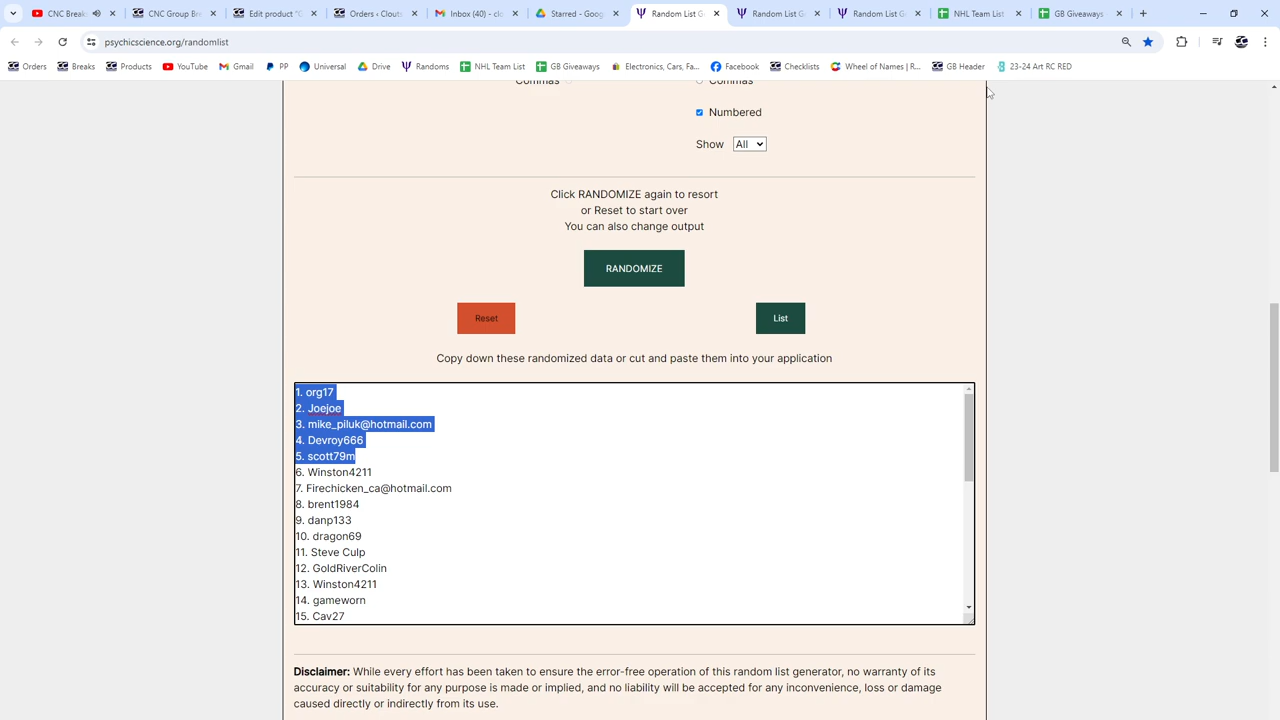 CNC Breaks
CNC Group Bre
Edit product "G
Orders < Clouts
Inbox (40) - clo
Starred - Goog
Random List Ge
Random List Ge
Random List Ge
NHL Team List
GB Giveaways
psychicscience.org/randomlist
Orders
Breaks
Products
YouTube
Gmail
PP
Universal
Drive
Randoms
NHL Team List
GB Giveaways
Electronics, Cars, Fa...
Facebook
Checklists
Wheel of Names | R...
GB Header
23-24 Art RC RED
Commas
Commas
Numbered
Show All
Click RANDOMIZE again to resort
or Reset to start over
You can also change output
RANDOMIZE
Reset
List
Copy down these randomized data or cut and paste them into your application
1. org17
2. Joejoe
3. mike_piluk@hotmail.com
4. Devroy666
5. scott79m
6. Winston4211
7. Firechicken_ca@hotmail.com
8. brent1984
9. danp133
10. dragon69
11. Steve Culp
12. GoldRiverColin
13. Winston4211
14. gameworn
15. Cav27
Disclaimer: While every effort has been taken to ensure the error-free operation of this random list generator, no warranty of its
accuracy or suitability for any purpose is made or implied, and no liability will be accepted for any inconvenience, loss or damage
caused directly or indirectly from its use.